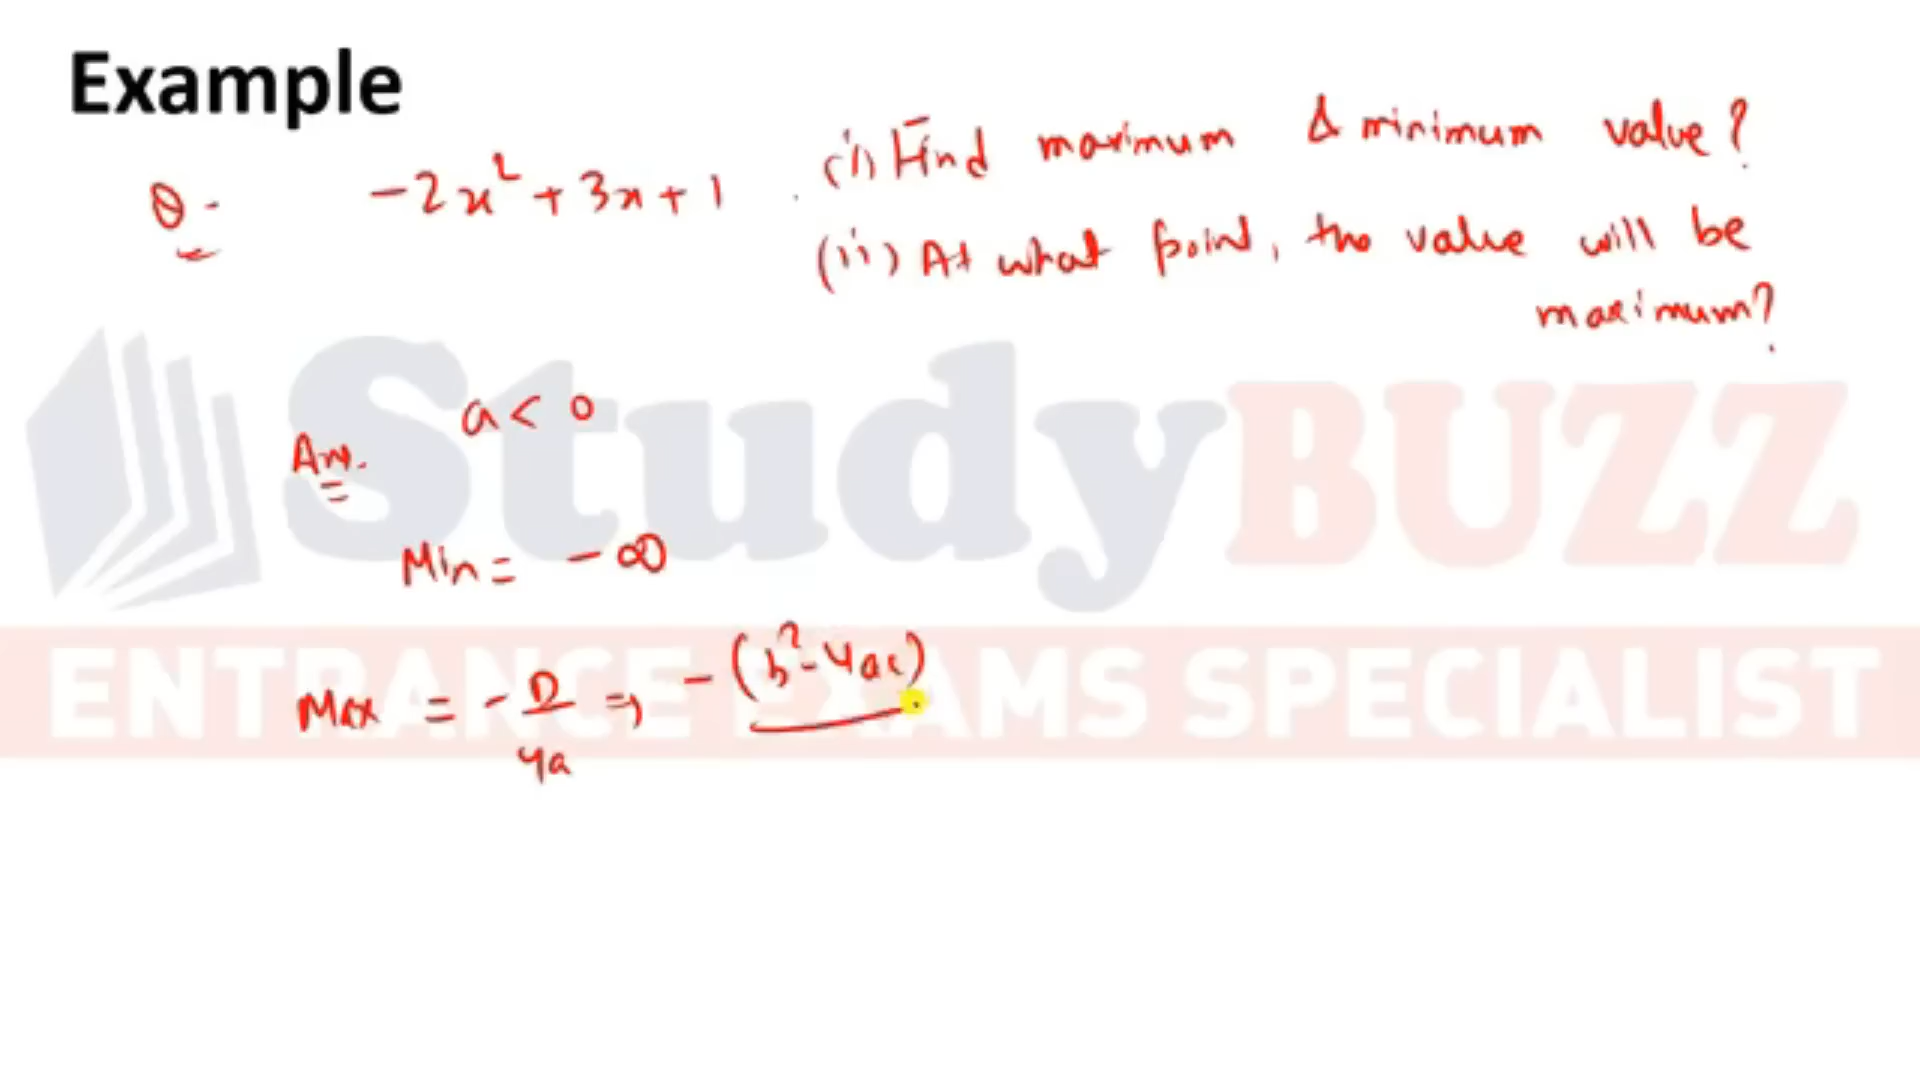 Example
Q - -2x² + 3x + 1 . (i) Find maximum & minimum value?
(ii) At what point, the value will be
maximum?
StudyBUZZ
ENTRANCE EXAMS SPECIALIST
Ans. a < 0
Min = - ∞
Max = - D/4a ⇒ - (b² - 4ac)